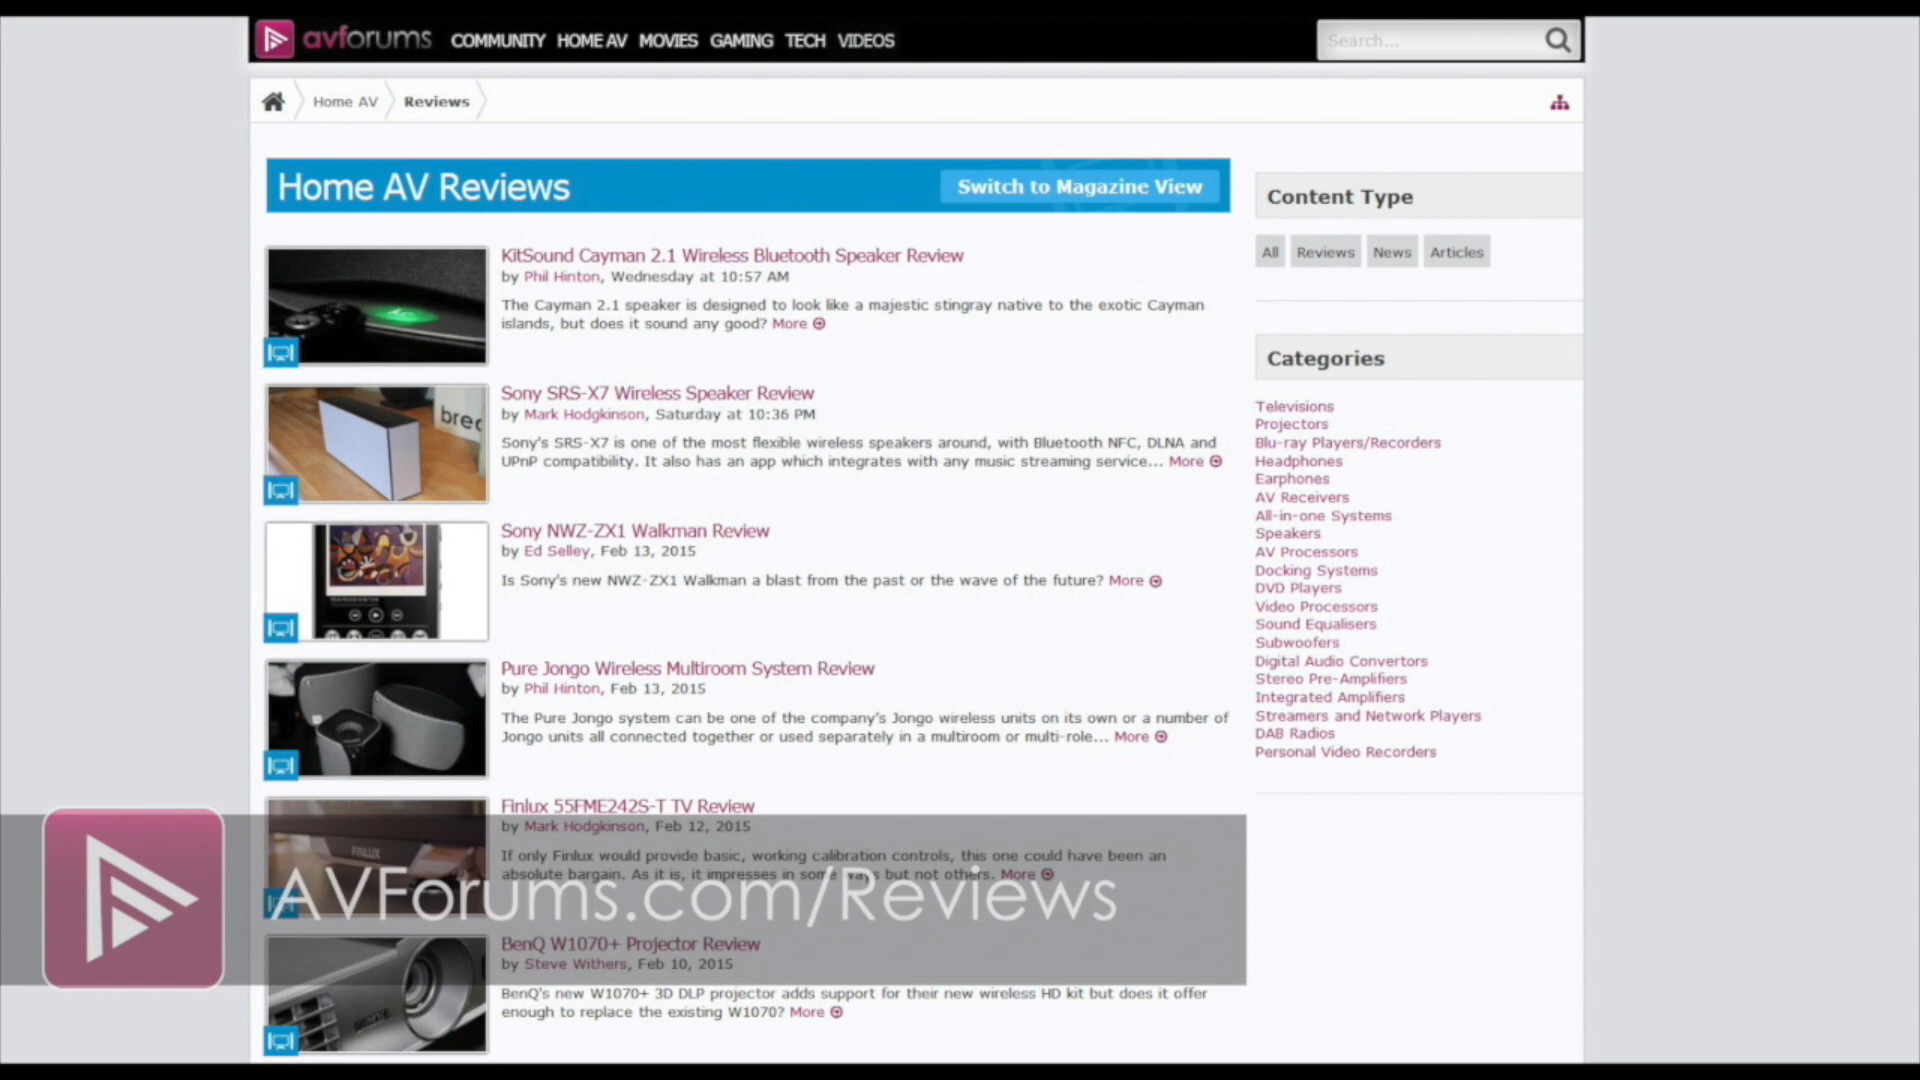 avforums COMMUNITY HOME AV MOVIES GAMING TECH VIDEOS Search...
Home AV Reviews
Home AV Reviews Switch to Magazine View
KitSound Cayman 2.1 Wireless Bluetooth Speaker Review
by Phil Hinton, Wednesday at 10:57 AM
The Cayman 2.1 speaker is designed to look like a majestic stingray native to the exotic Cayman
islands, but does it sound any good? More
brea
Sony SRS-X7 Wireless Speaker Review
by Mark Hodgkinson, Saturday at 10:36 PM
Sony's SRS-X7 is one of the most flexible wireless speakers around, with Bluetooth NFC, DLNA and
UPnP compatibility. It also has an app which integrates with any music streaming service... More
Sony NWZ-ZX1 Walkman Review
by Ed Selley, Feb 13, 2015
Is Sony's new NWZ-ZX1 Walkman a blast from the past or the wave of the future? More
Pure Jongo Wireless Multiroom System Review
by Phil Hinton, Feb 13, 2015
The Pure Jongo system can be one of the company's Jongo wireless units on its own or a number of
Jongo units all connected together or used separately in a multiroom or multi-role... More
FINLUX
Finlux 55FME242S-T TV Review
by Mark Hodgkinson, Feb 12, 2015
If only Finlux would provide basic, working calibration controls, this one could have been an
absolute bargain. As it is, it impresses in some ways but not others. More
AVForums.com/Reviews
BenQ W1070+ Projector Review
by Steve Withers, Feb 10, 2015
BenQ's new W1070+ 3D DLP projector adds support for their new wireless HD kit but does it offer
enough to replace the existing W1070? More
Content Type
All Reviews News Articles
Categories
Televisions
Projectors
Blu-ray Players/Recorders
Headphones
Earphones
AV Receivers
All-in-one Systems
Speakers
AV Processors
Docking Systems
DVD Players
Video Processors
Sound Equalisers
Subwoofers
Digital Audio Convertors
Stereo Pre-Amplifiers
Integrated Amplifiers
Streamers and Network Players
DAB Radios
Personal Video Recorders